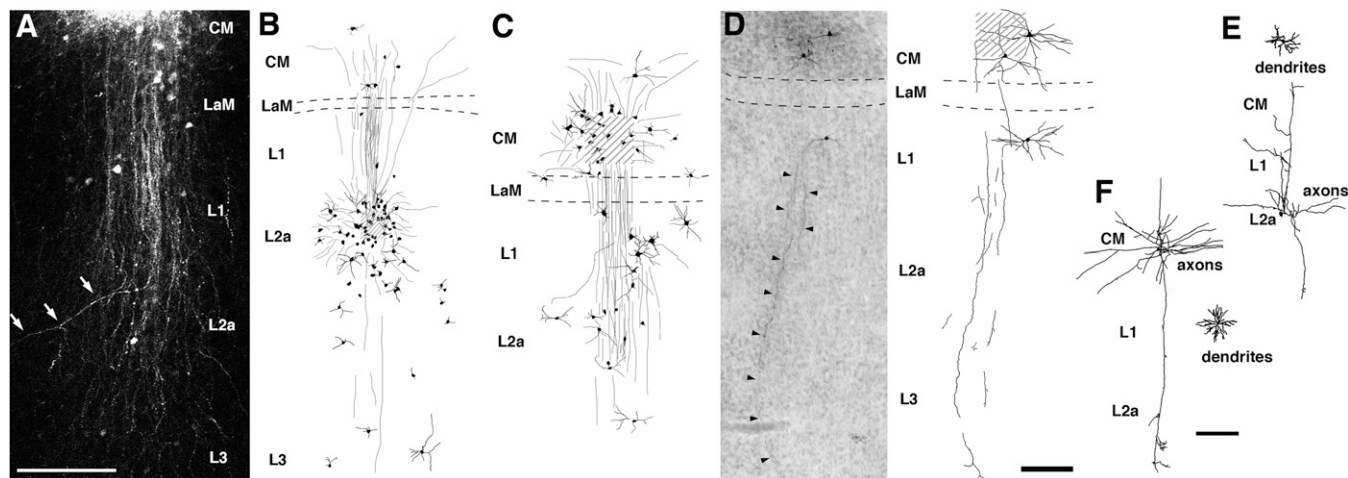 A
CM
LaM
L1
L2a
L3
B
CM
LaM
L1
L2a
L3
C
CM
LaM
L1
L2a
D
CM
LaM
L1
L2a
L3
E
dendrites
CM
L1
axons
L2a
F
CM
axons
L1
dendrites
L2a